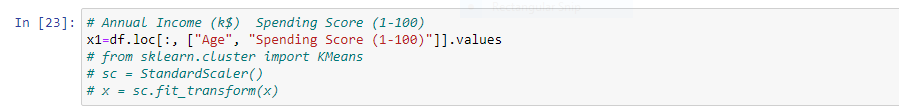 In [23]: # Annual Income (k$)  Spending Score (1-100)
x1=df.loc[:, ["Age", "Spending Score (1-100)"]].values
# from sklearn.cluster import KMeans
# sc = StandardScaler()
# x = sc.fit_transform(x)